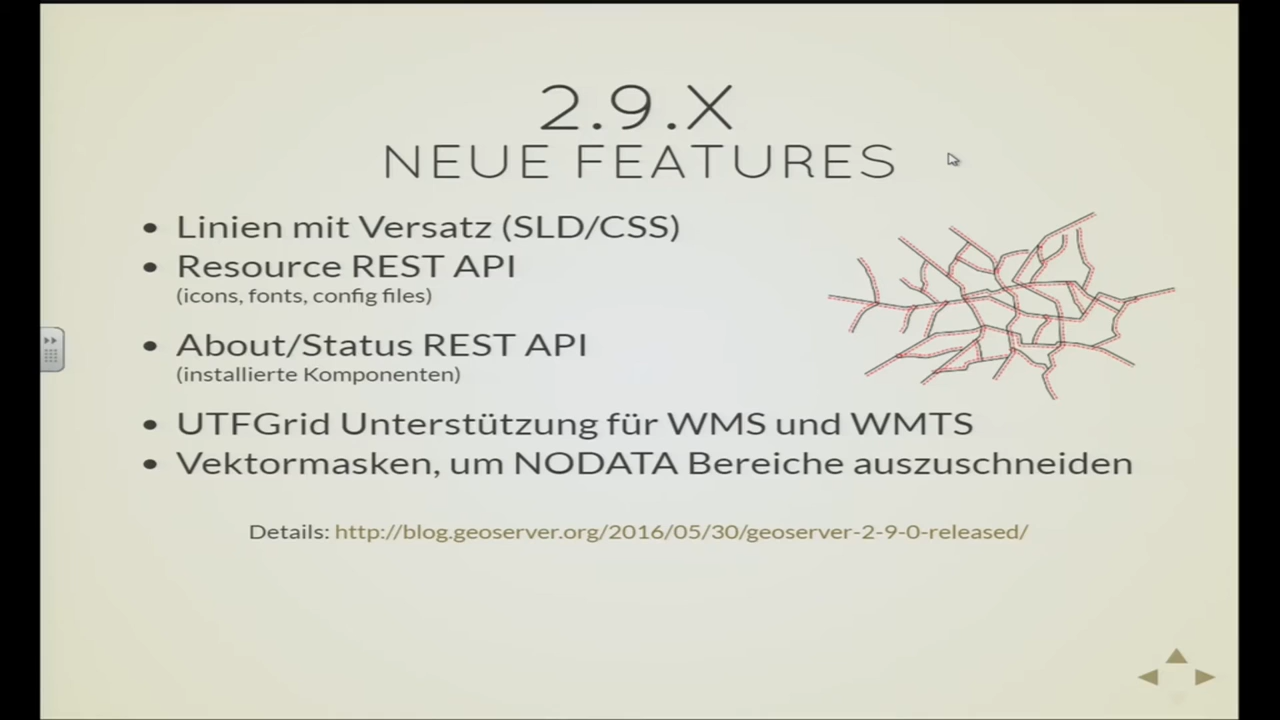 2.9.X
NEUE FEATURES
• Linien mit Versatz (SLD/CSS)
• Resource REST API
(icons, fonts, config files)
• About/Status REST API
(installierte Komponenten)
• UTFGrid Unterstützung für WMS und WMTS
• Vektormasken, um NODATA Bereiche auszuschneiden
Details: http://blog.geoserver.org/2016/05/30/geoserver-2-9-0-released/